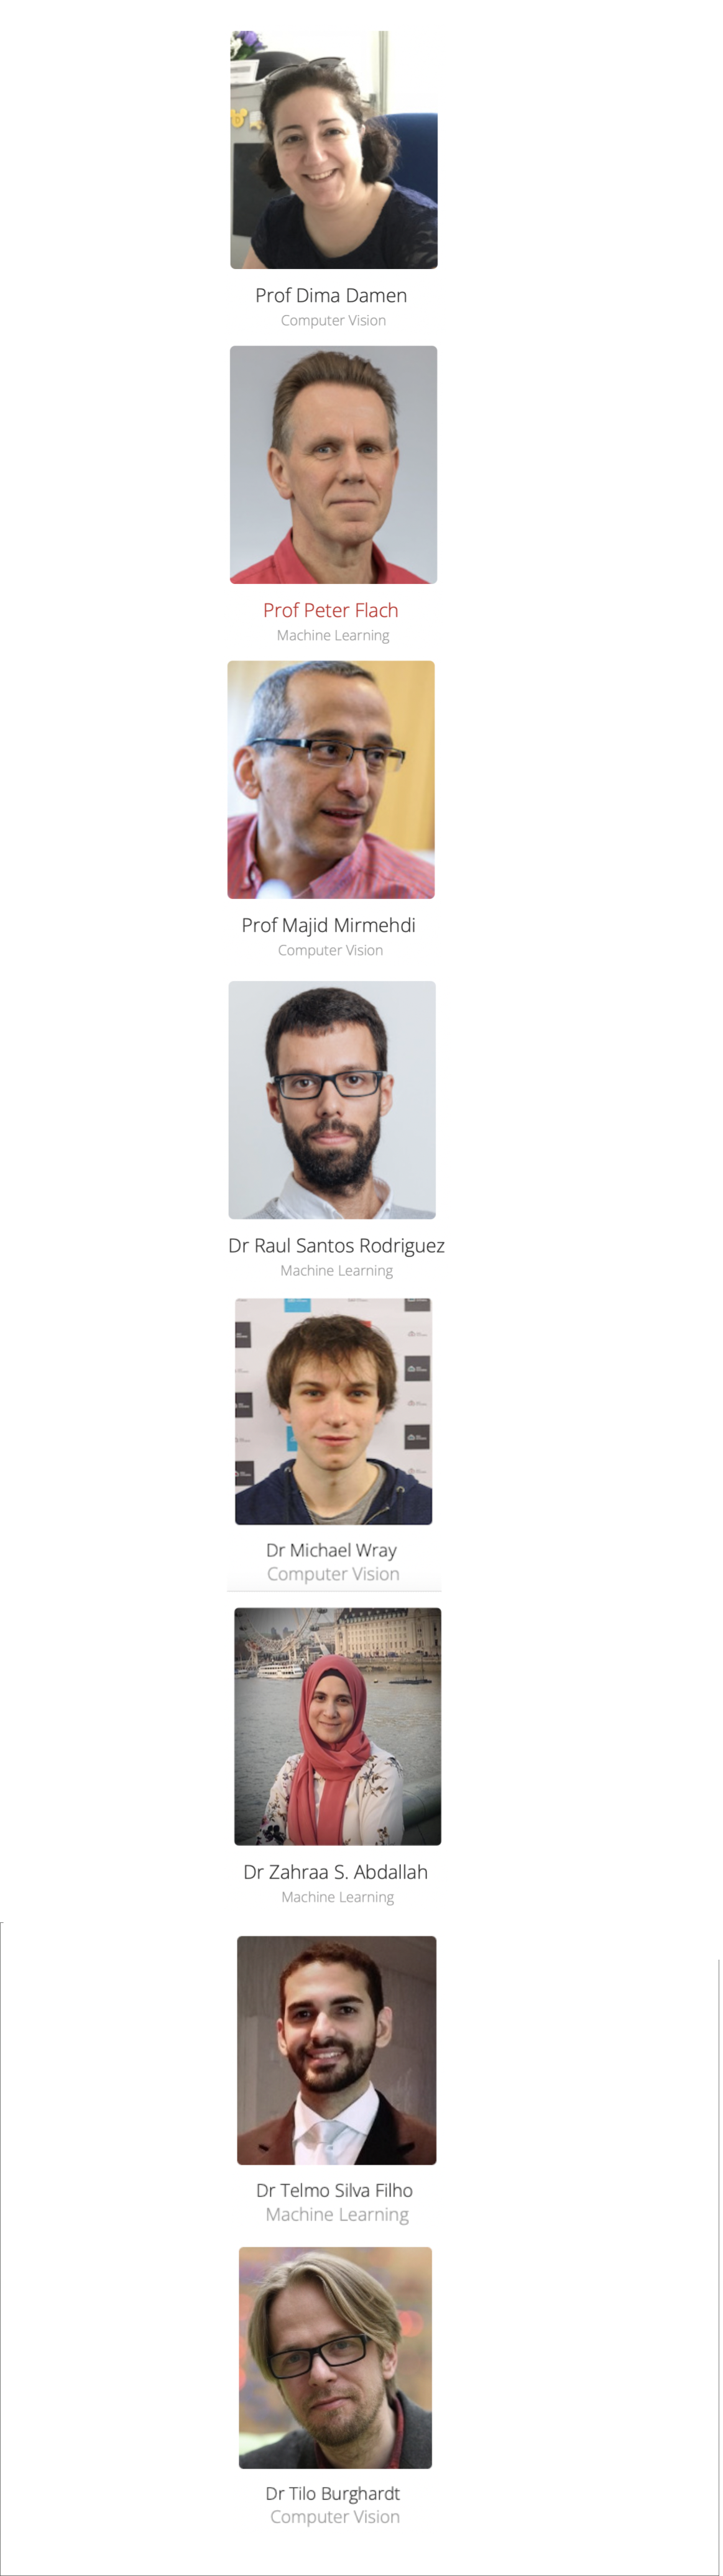 Prof Dima Damen
Computer Vision
Prof Peter Flach
Machine Learning
Prof Majid Mirmehdi
Computer Vision
Dr Raul Santos Rodriguez
Machine Learning
Dr Michael Wray
Computer Vision
Dr Zahraa S. Abdallah
Machine Learning
Dr Telmo Silva Filho
Machine Learning
Dr Tilo Burghardt
Computer Vision